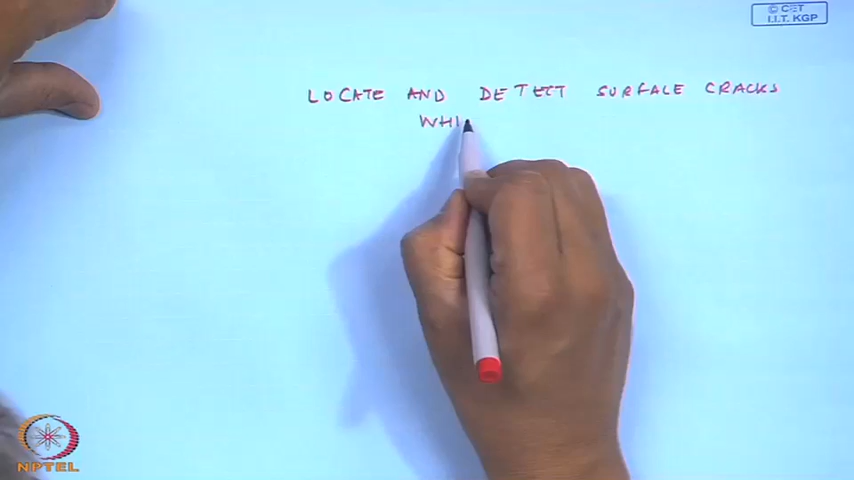 © CET
I.I.T. KGP
LOCATE AND DETECT SURFACE CRACKS
WHI
NPTEL